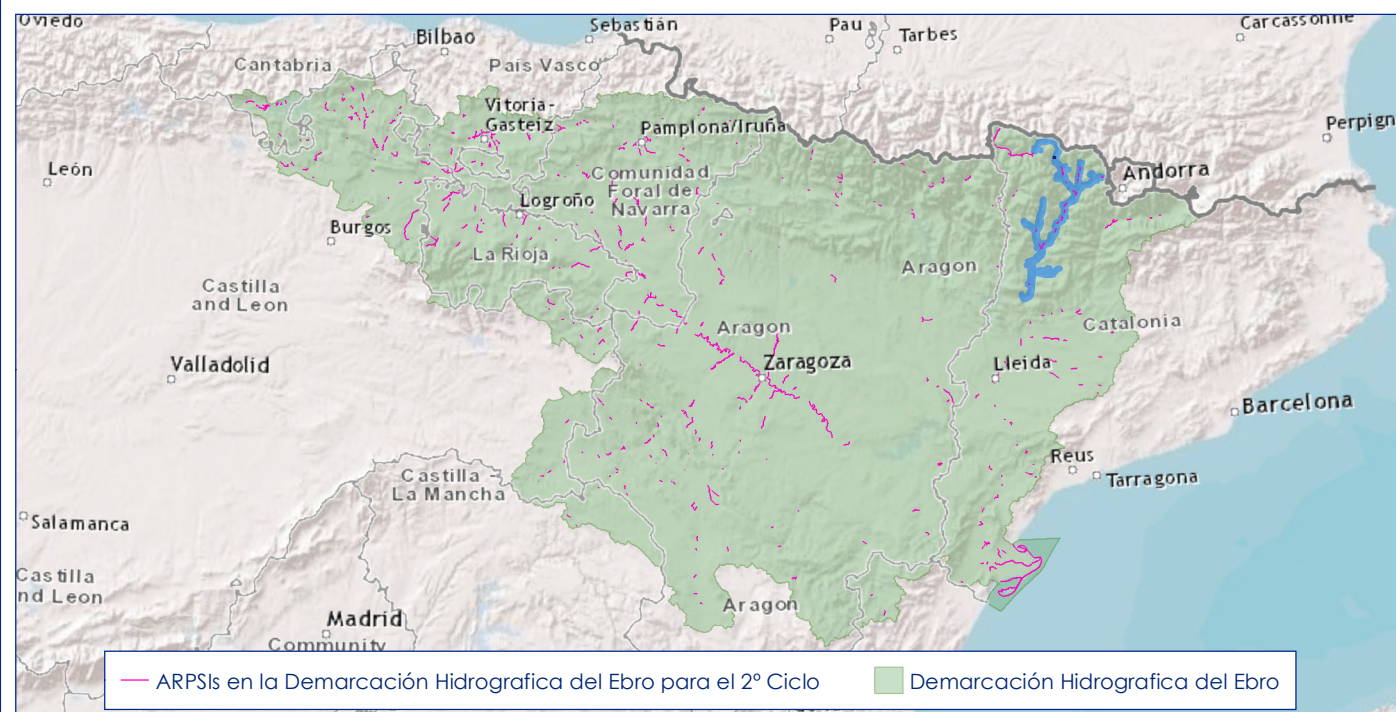 Oviedo
Sebastián
Pau
Carcassonne
Bilbao
Tarbes
Cantabria
País Vasco
Vitoria-
Gasteiz
Pamplona/Iruña
Perpign
León
Andorra
Comunidad
Foral de
Navarra
Logroño
Burgos
La Rioja
Aragon
Castilla
and Leon
Aragon
Catalonia
Valladolid
Zaragoza
Lleida
Barcelona
Reus
Castilla
La Mancha
Tarragona
Salamanca
Castilla
nd Leon
Aragon
Madrid
Community
ARPSIs en la Demarcación Hidrografica del Ebro para el 2º Ciclo
Demarcación Hidrografica del Ebro